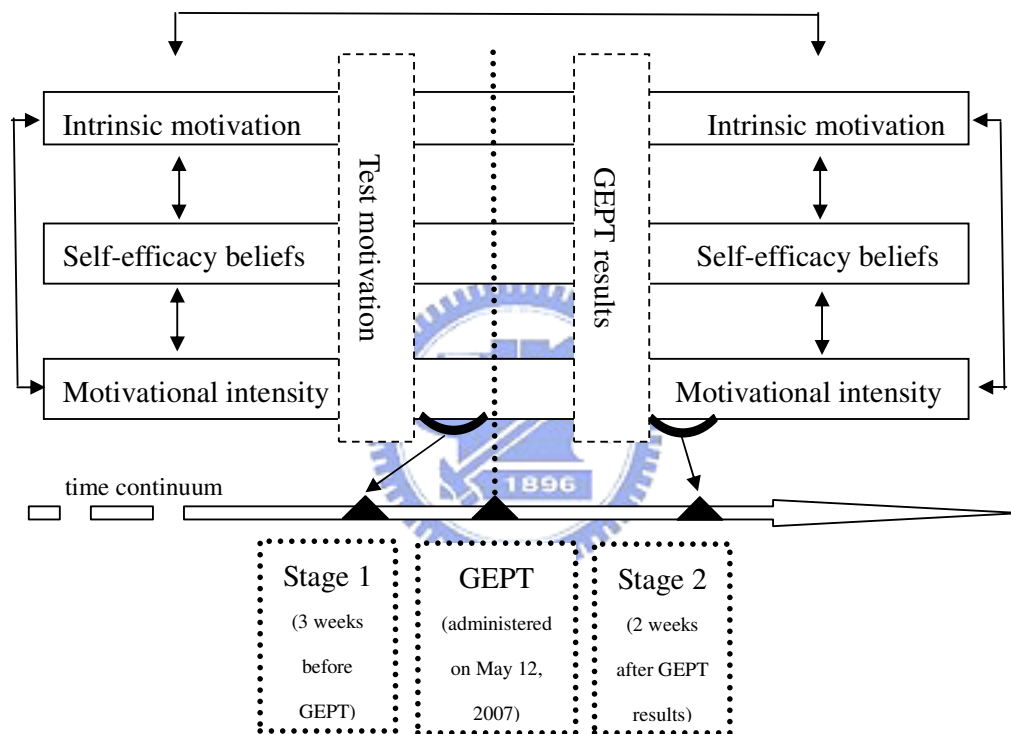 Intrinsic motivation
Intrinsic motivation
Test motivation
GEPT results
Self-efficacy beliefs
Self-efficacy beliefs
Motivational intensity
Motivational intensity
1896
time continuum
Stage 1
(3 weeks
before
GEPT)
GEPT
(administered
on May 12,
2007)
Stage 2
(2 weeks
after GEPT
results)